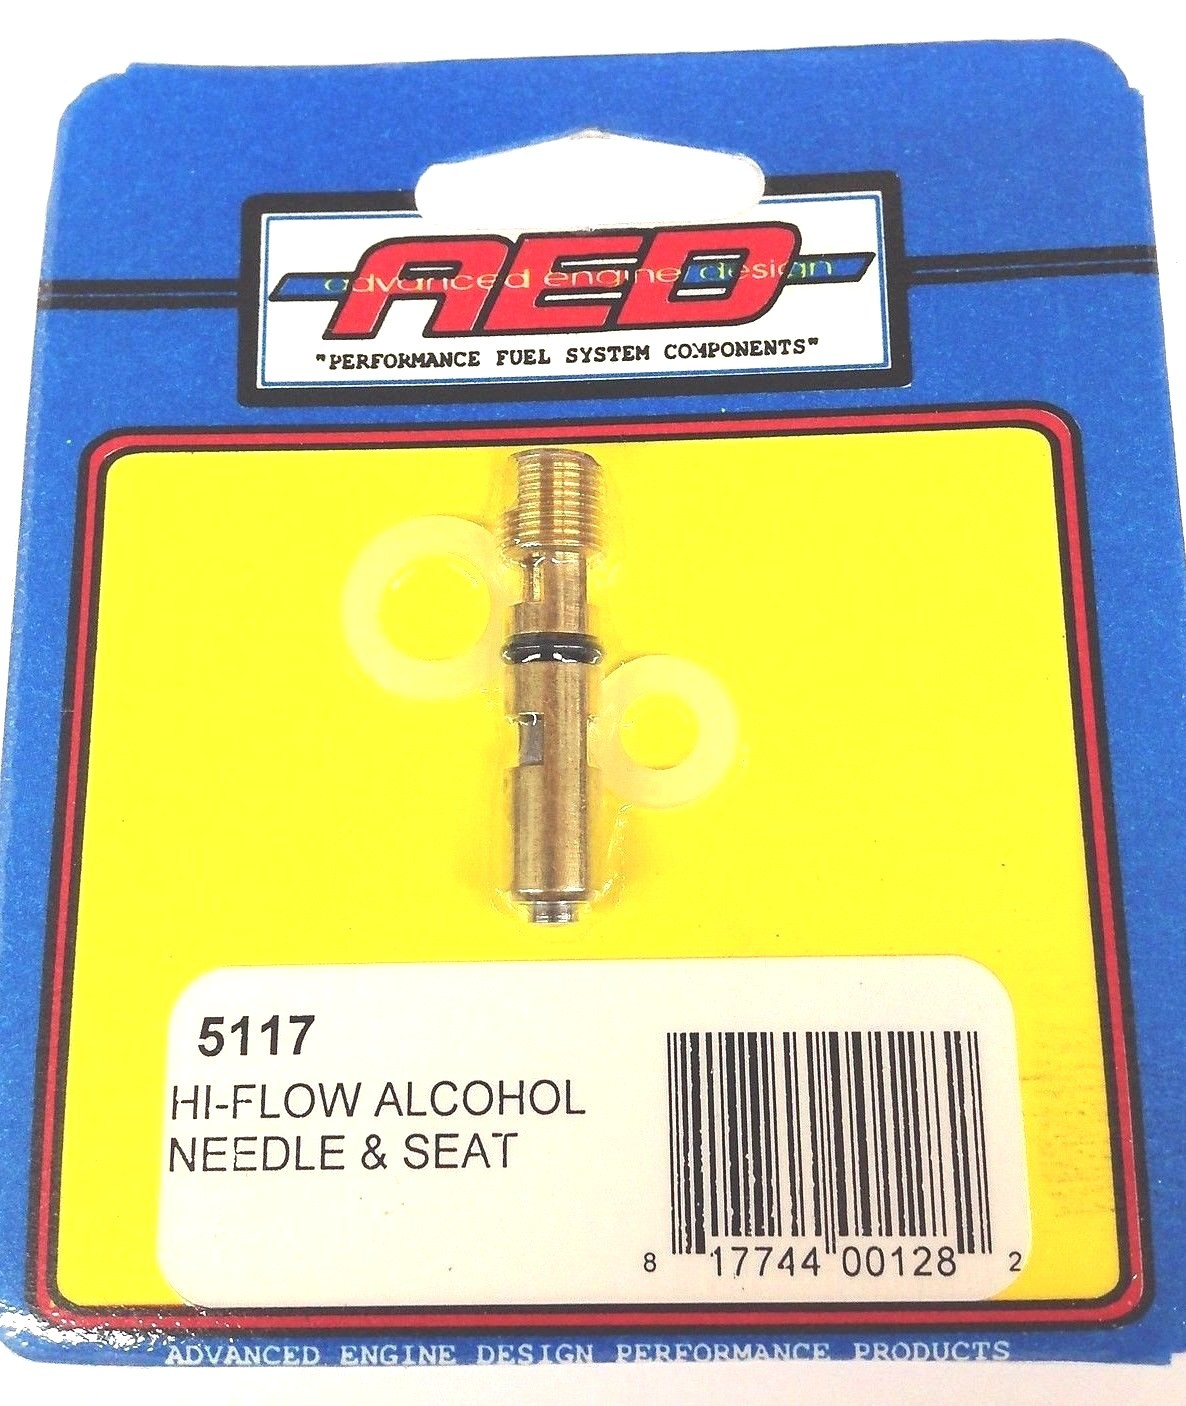 AED
advanced engine design
"PERFORMANCE FUEL SYSTEM COMPONENTS"
5117
HI-FLOW ALCOHOL
NEEDLE & SEAT
8 17744 00128 2
ADVANCED ENGINE DESIGN PERFORMANCE PRODUCTS